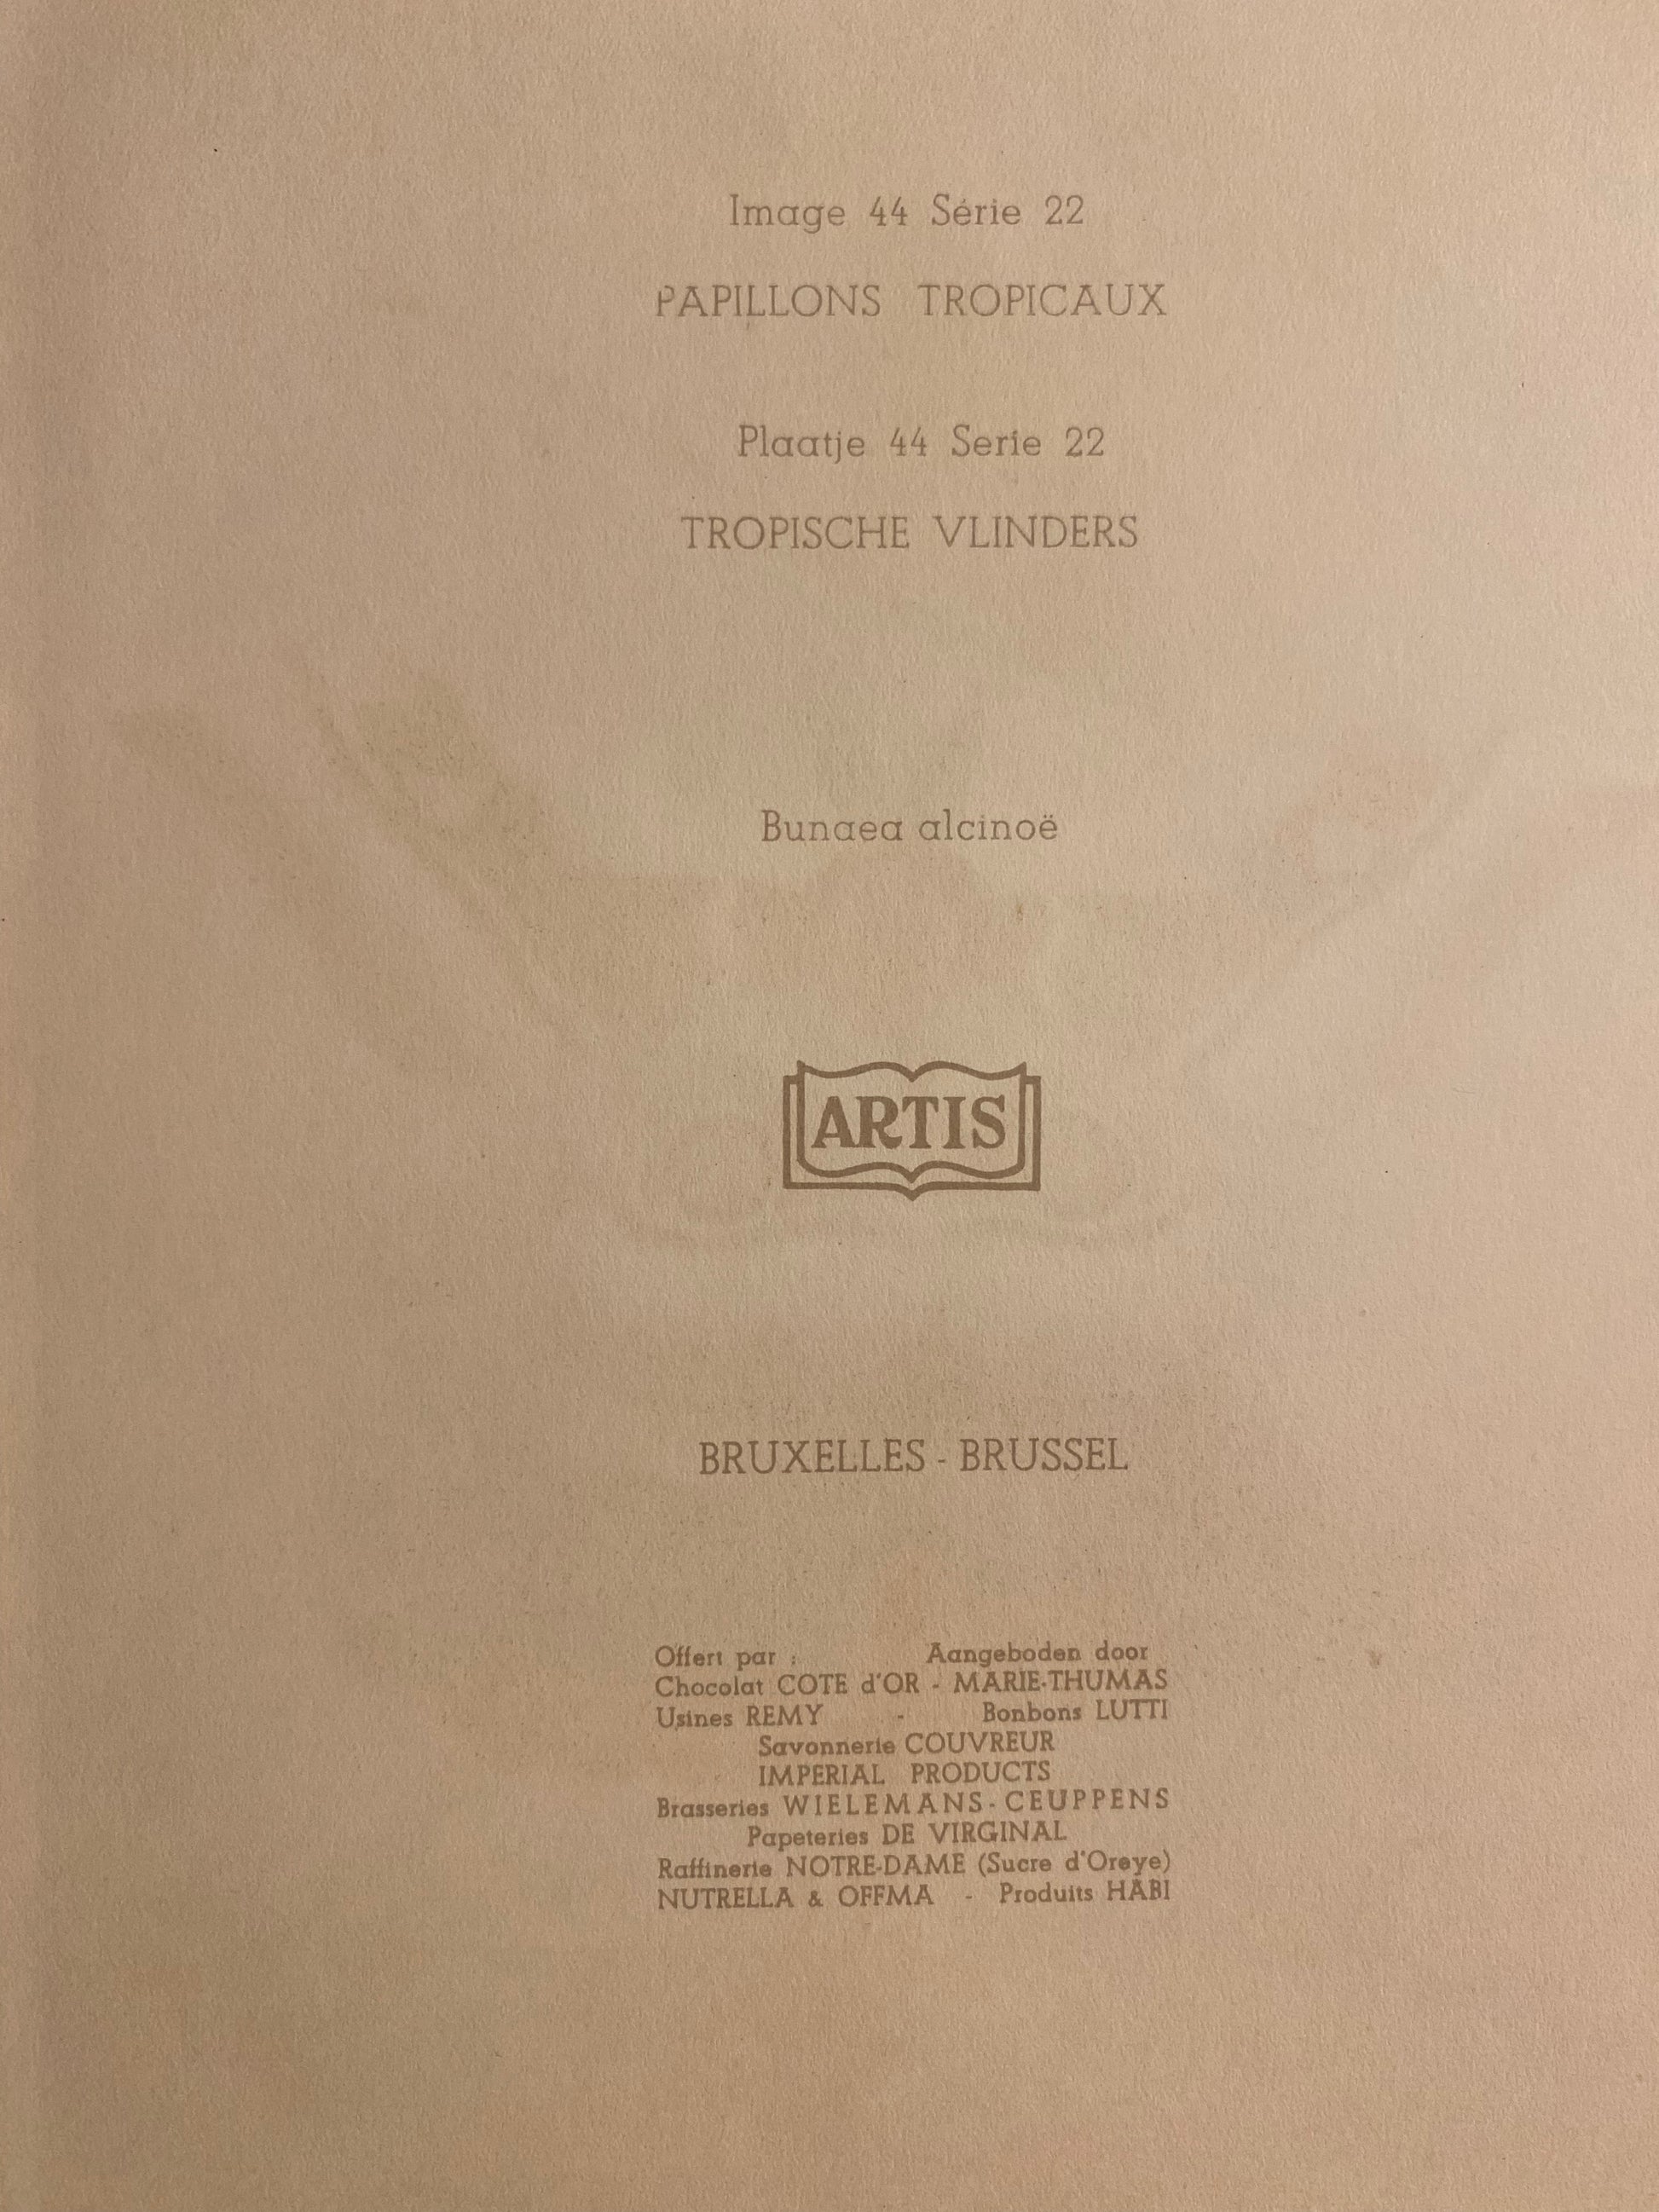 Image 44 Série 22
PAPILLONS TROPICAUX
Plaatje 44 Serie 22
TROPISCHE VLINDERS
Bunaea alcinoë
ARTIS
BRUXELLES - BRUSSEL
Offert par : Aangeboden door
Chocolat COTE d'OR - MARIE-THUMAS
Usines REMY - Bonbons LUTTI
Savonnerie COUVREUR
IMPERIAL PRODUCTS
Brasseries WIELEMANS - CEUPPENS
Papeteries DE VIRGINAL
Raffinerie NOTRE-DAME (Sucre d'Oreye)
NUTRELLA & OFFMA - Produits HABI